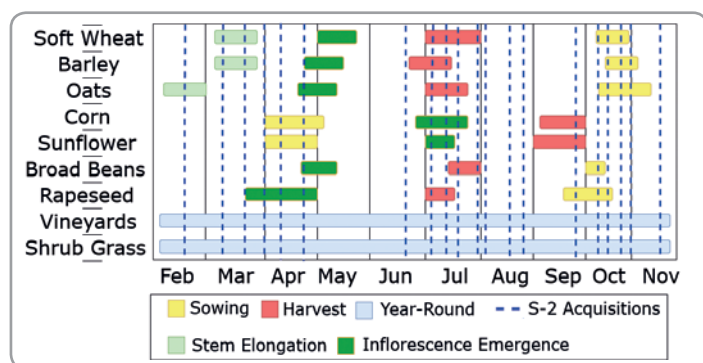 Soft Wheat
Barley
Oats
Corn
Sunflower
Broad Beans
Rapeseed
Vineyards
Shrub Grass
Feb Mar Apr May Jun Jul Aug Sep Oct Nov
Sowing Harvest Year-Round S-2 Acquisitions
Stem Elongation Inflorescence Emergence